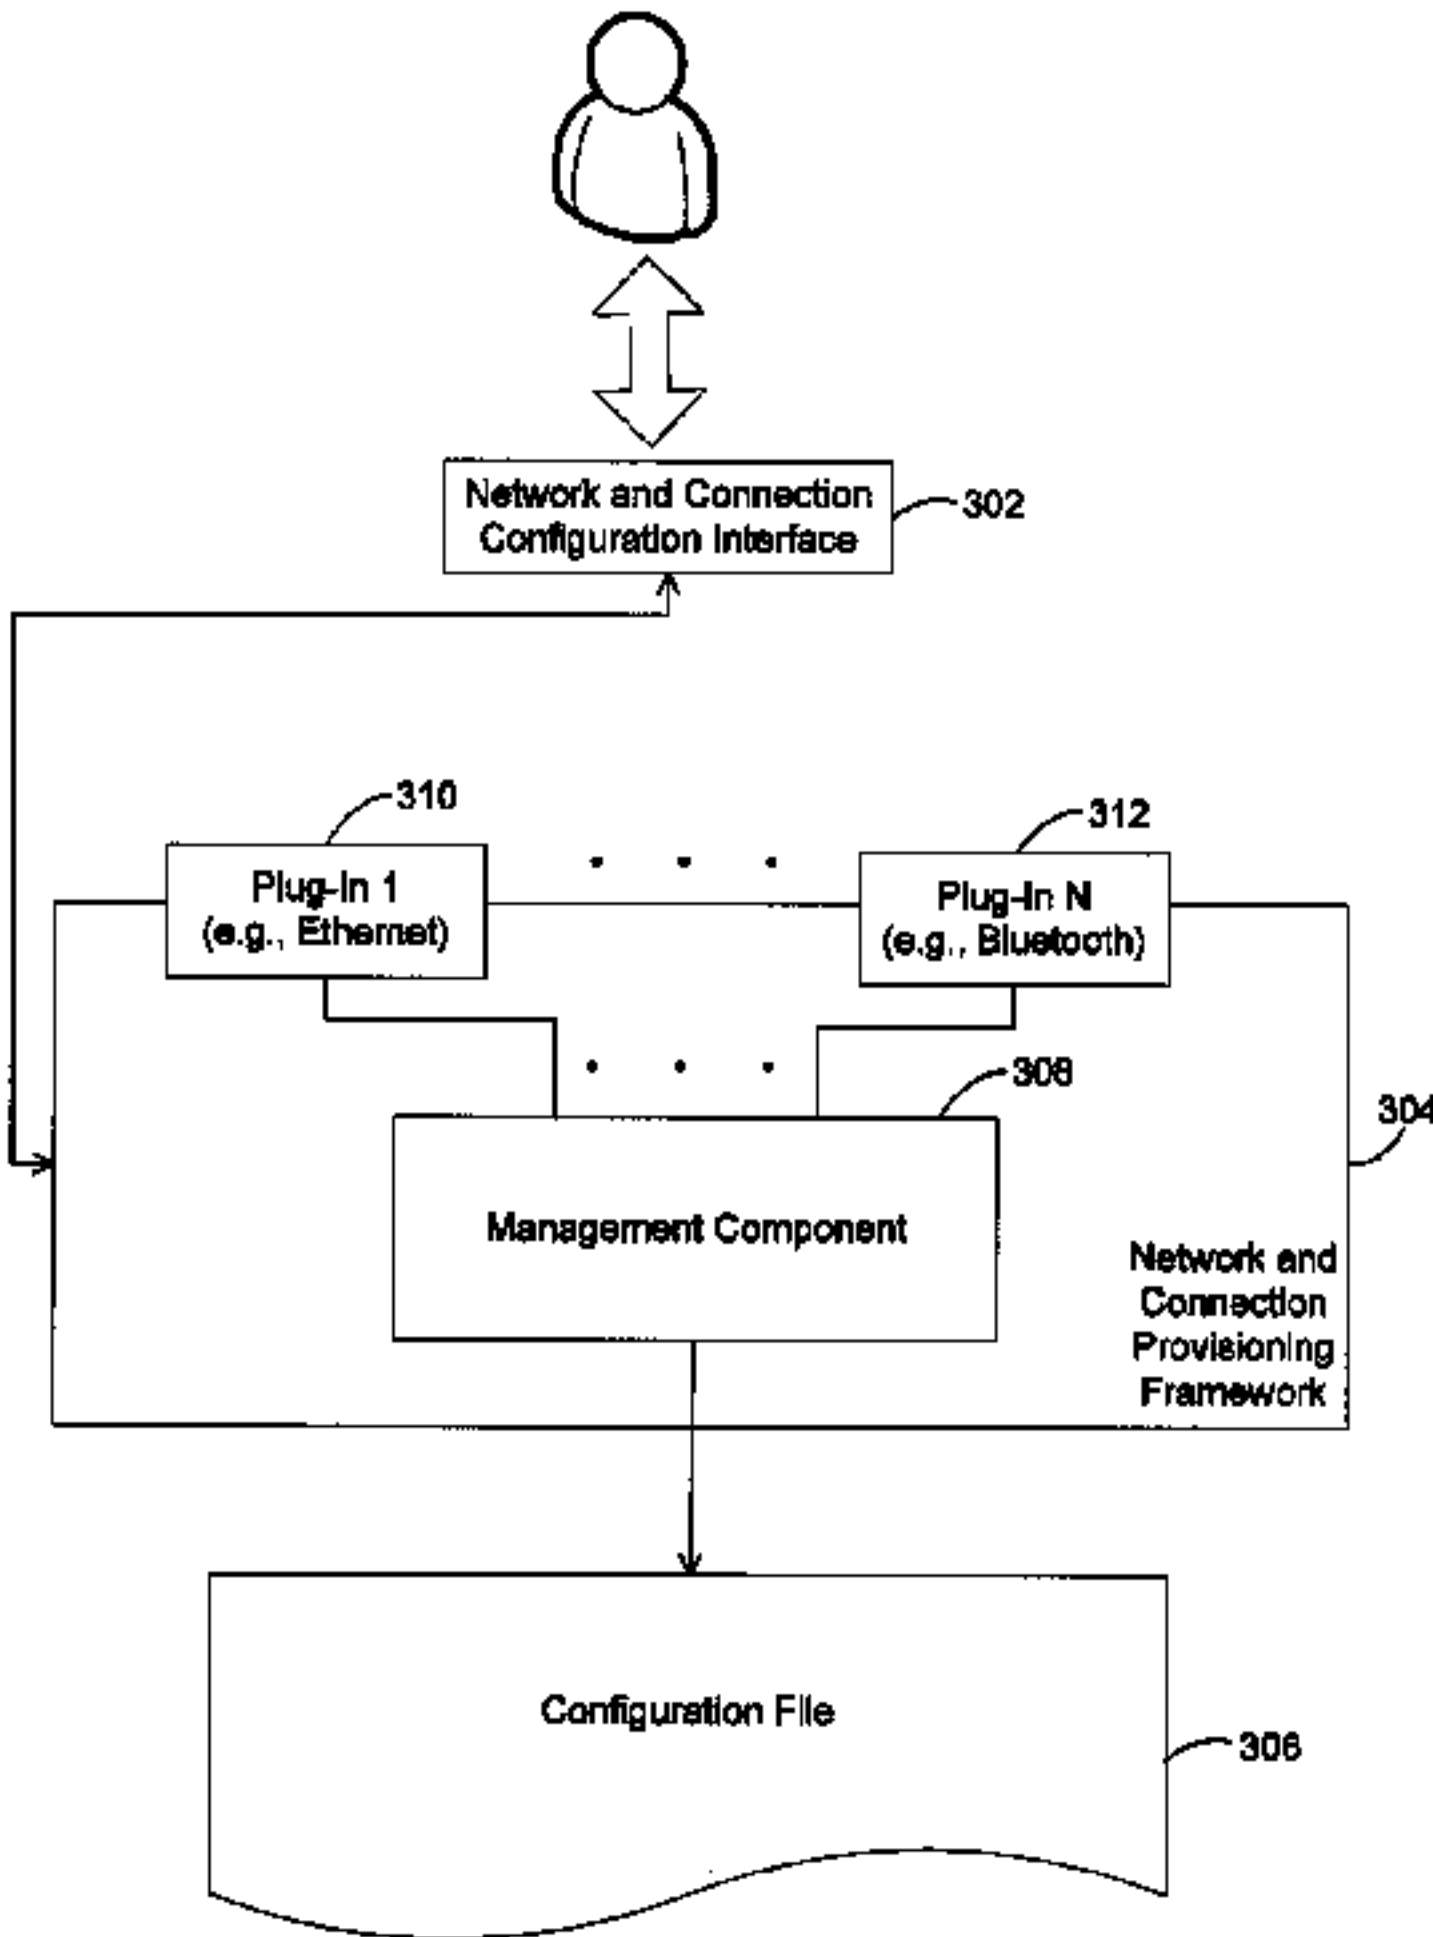 Network and Connection
Configuration Interface
302
310
312
Plug-In 1
(e.g., Ethernet)
Plug-In N
(e.g., Bluetooth)
308
304
Management Component
Network and
Connection
Provisioning
Framework
Configuration File
306